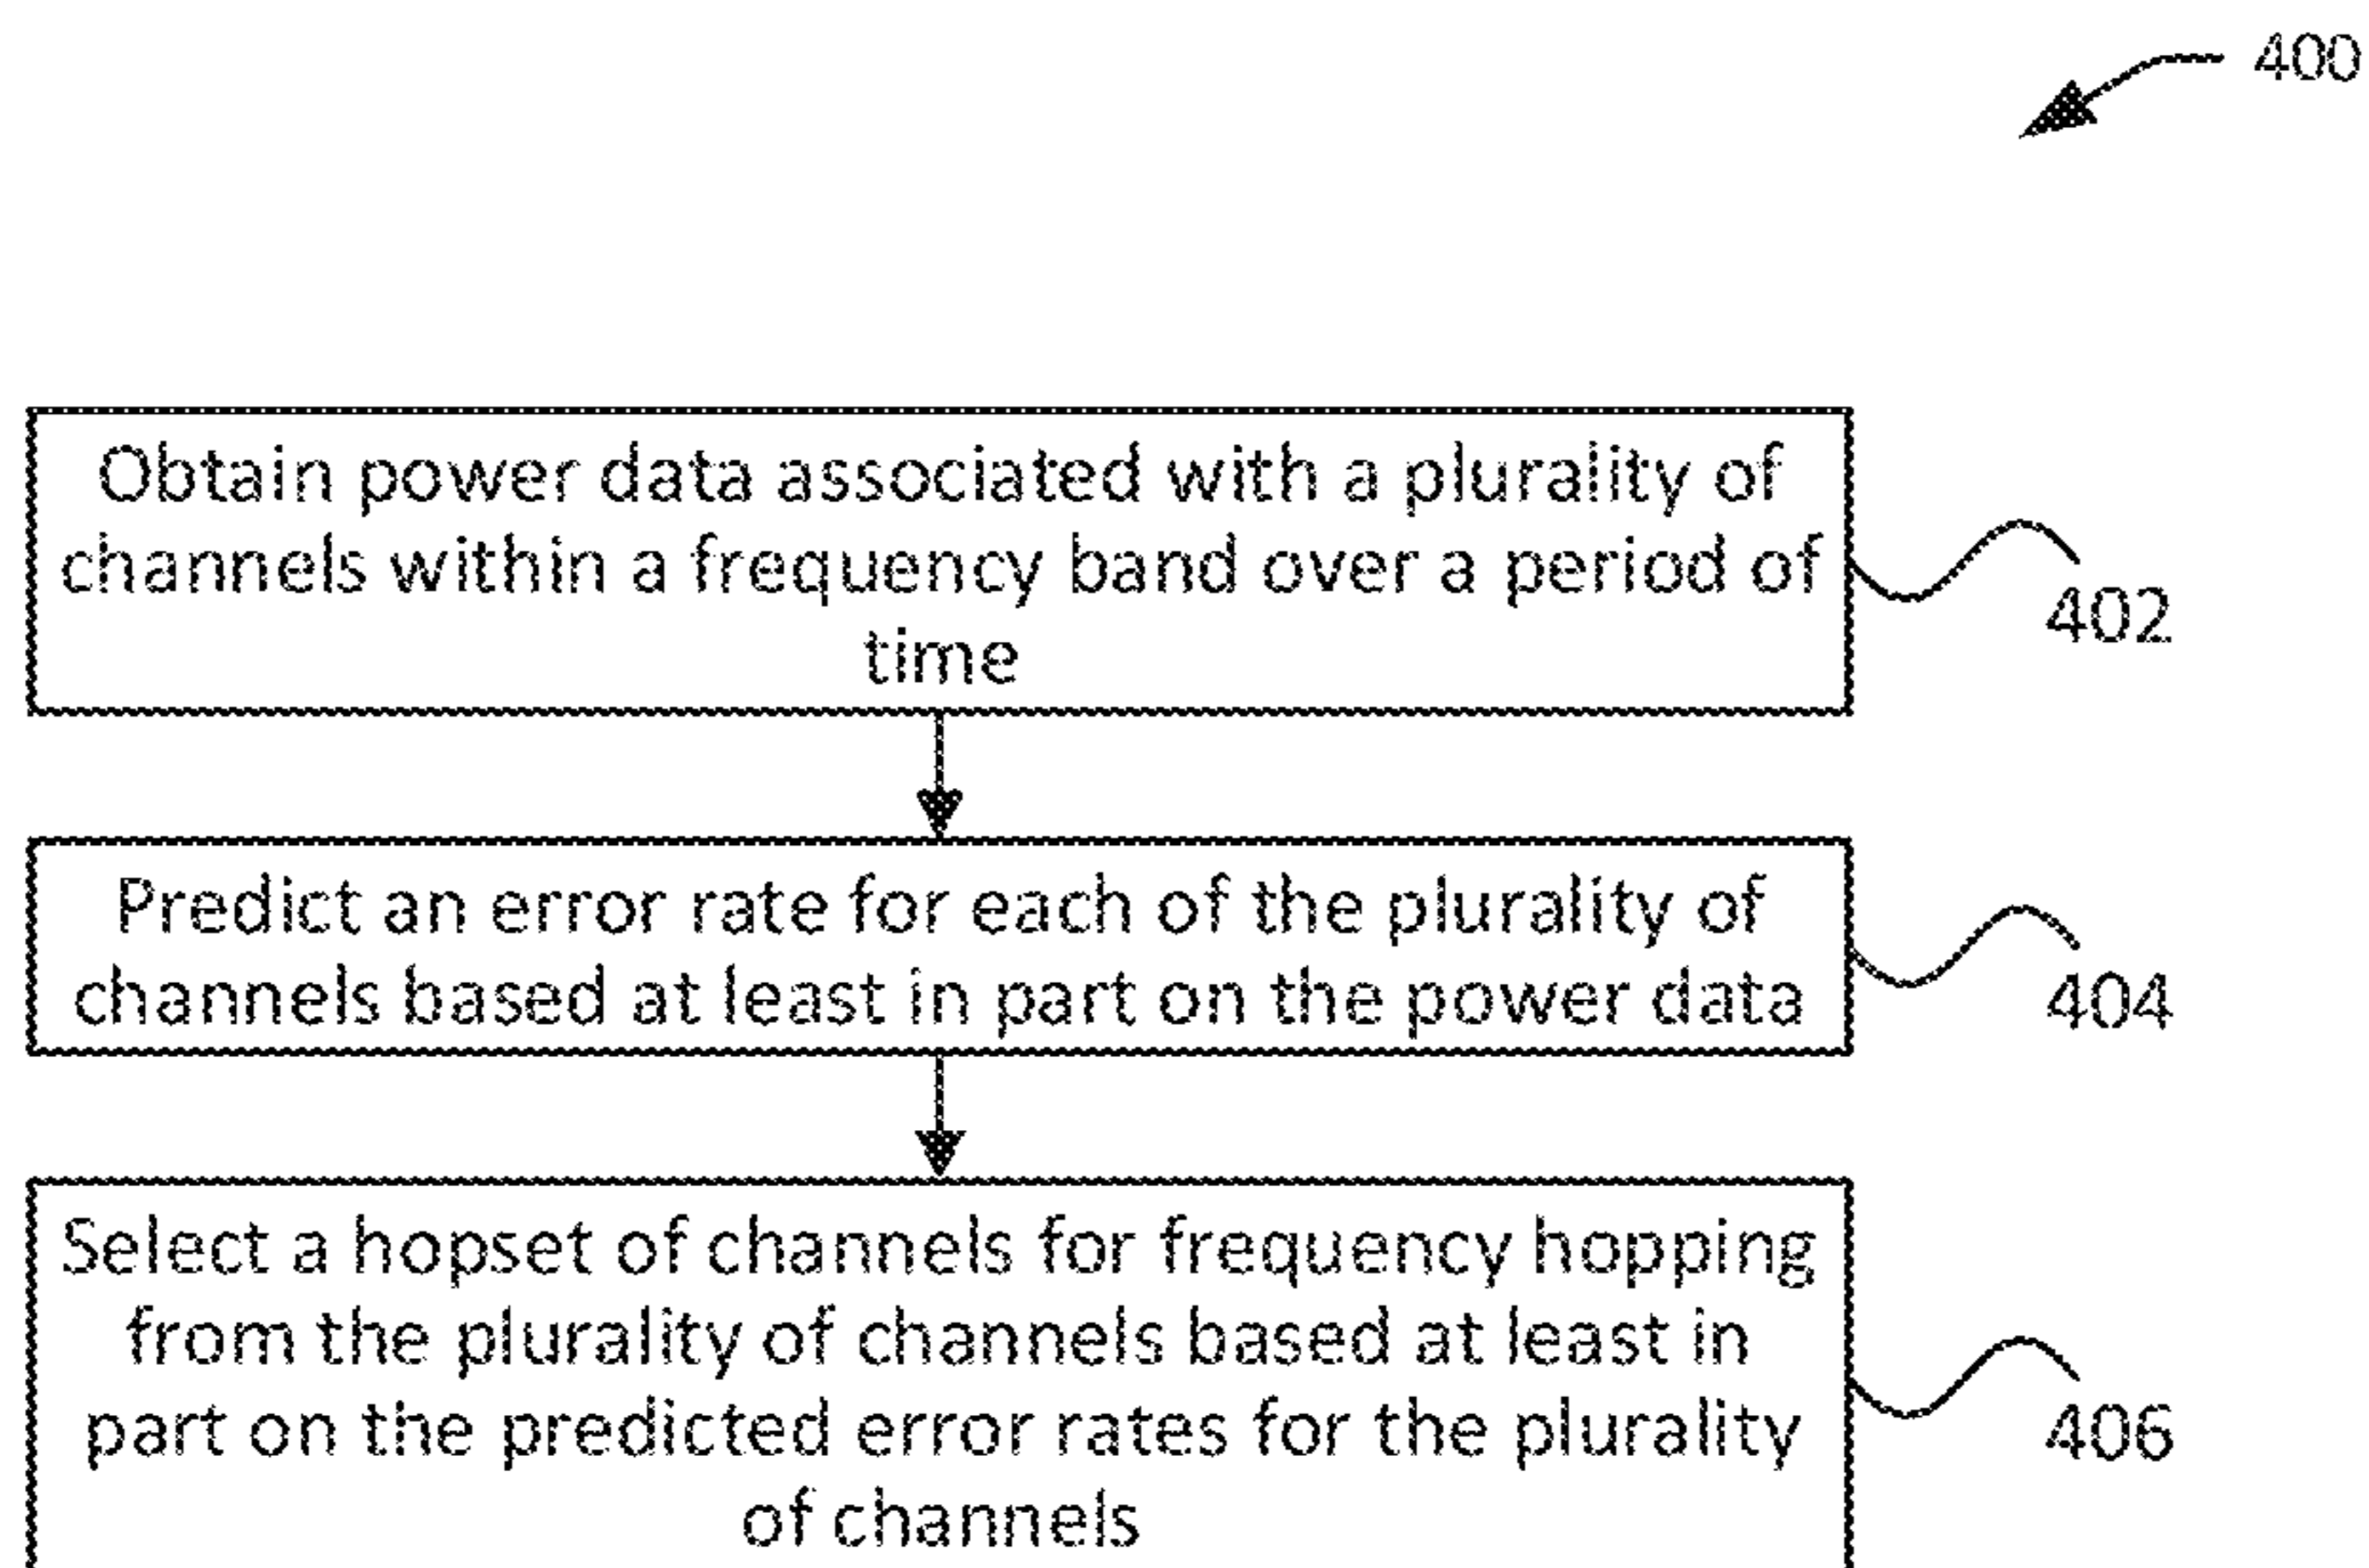 400
Obtain power data associated with a plurality of
channels within a frequency band over a period of
time
402
Predict an error rate for each of the plurality of
channels based at least in part on the power data
404
Select a hopset of channels for frequency hopping
from the plurality of channels based at least in
part on the predicted error rates for the plurality
of channels
406